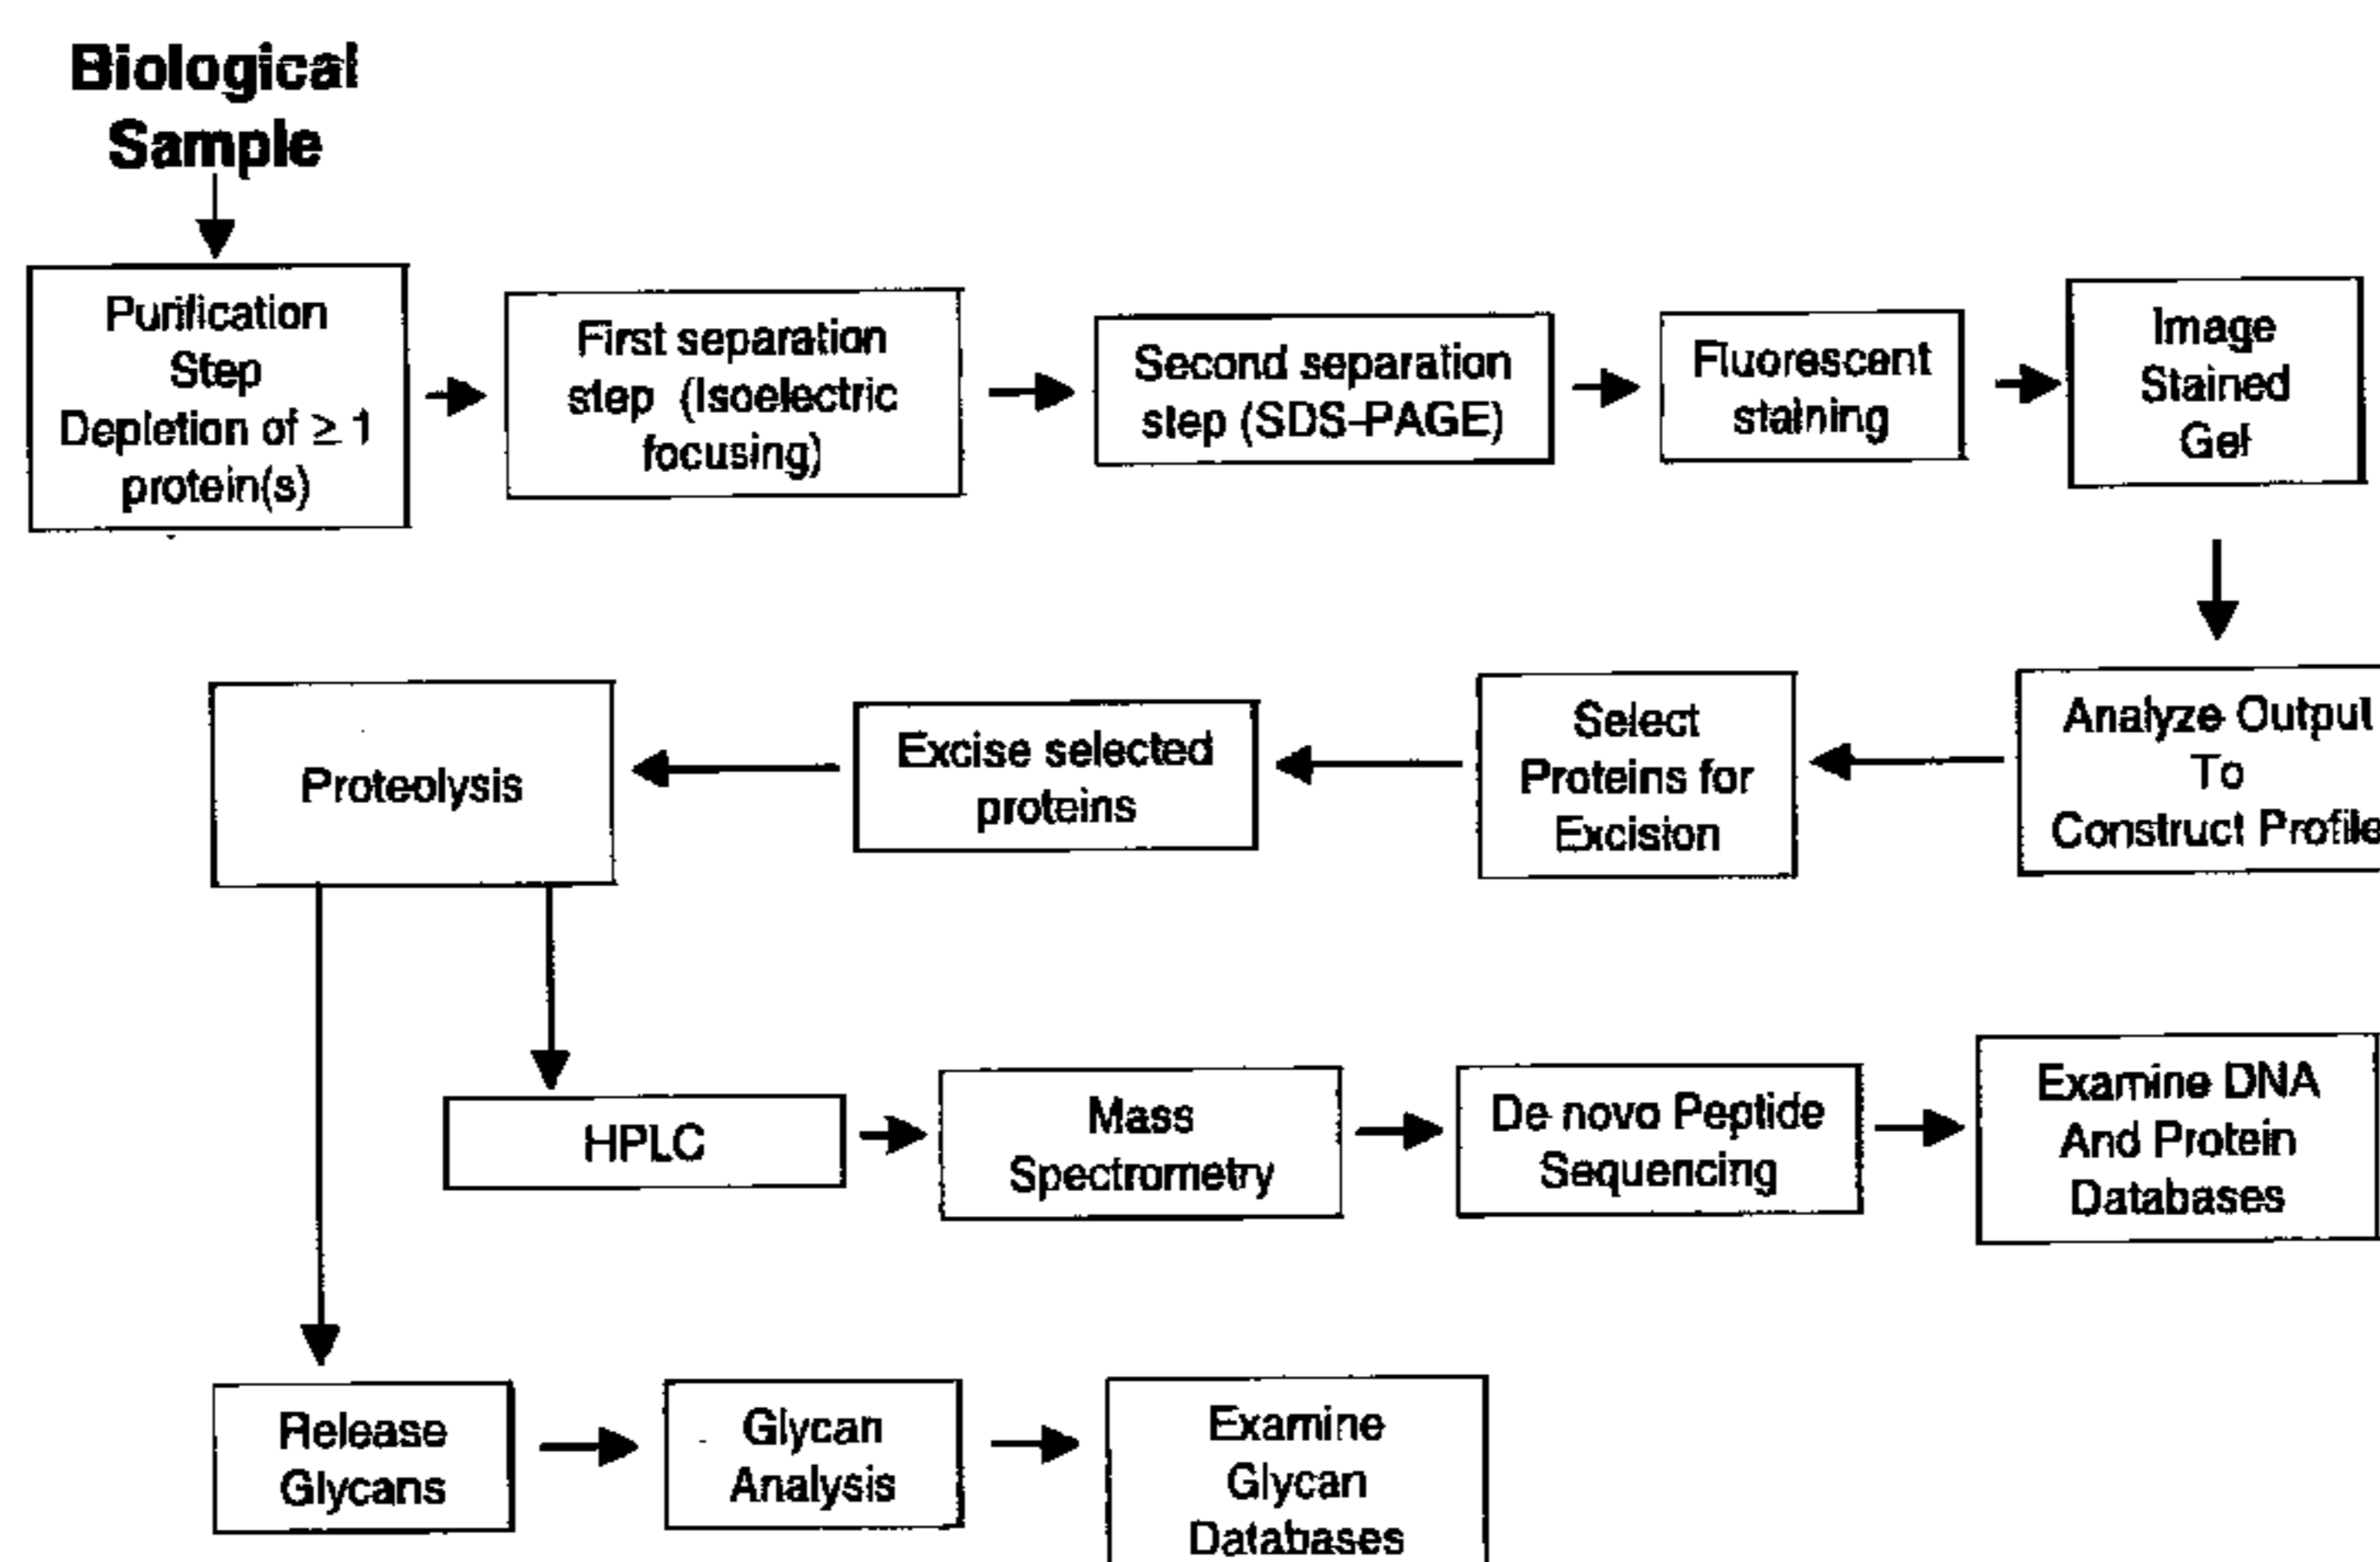 Biological
Sample
Purification
Step
Depletion of ≥ 1
protein(s)
First separation
step (Isoelectric
focusing)
Second separation
step (SDS-PAGE)
Fluorescent
staining
Image
Stained
Gel
Analyze Output
To
Construct Profile
Select
Proteins for
Excision
Excise selected
proteins
Proteolysis
HPLC
Mass
Spectrometry
De novo Peptide
Sequencing
Examine DNA
And Protein
Databases
Release
Glycans
Glycan
Analysis
Examine
Glycan
Databases